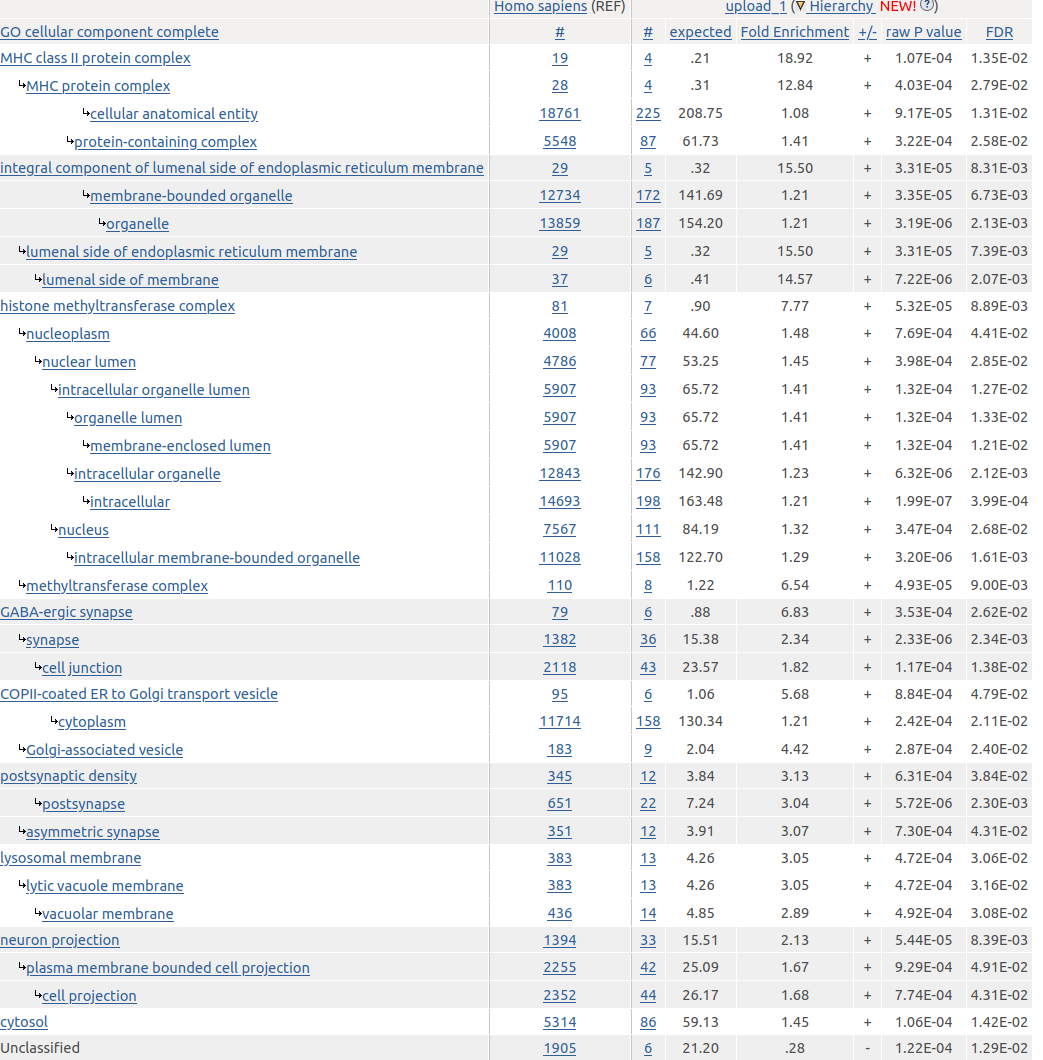 Homo sapiens (REF) upload_1 (▼ Hierarchy NEW! ?)
GO cellular component complete # # expected Fold Enrichment +/- raw P value FDR
MHC class II protein complex 19 4 .21 18.92 + 1.07E-04 1.35E-02
↳MHC protein complex 28 4 .31 12.84 + 4.03E-04 2.79E-02
↳cellular anatomical entity 18761 225 208.75 1.08 + 9.17E-05 1.31E-02
↳protein-containing complex 5548 87 61.73 1.41 + 3.22E-04 2.58E-02
integral component of lumenal side of endoplasmic reticulum membrane 29 5 .32 15.50 + 3.31E-05 8.31E-03
↳membrane-bounded organelle 12734 172 141.69 1.21 + 3.35E-05 6.73E-03
↳organelle 13859 187 154.20 1.21 + 3.19E-06 2.13E-03
↳lumenal side of endoplasmic reticulum membrane 29 5 .32 15.50 + 3.31E-05 7.39E-03
↳lumenal side of membrane 37 6 .41 14.57 + 7.22E-06 2.07E-03
histone methyltransferase complex 81 7 .90 7.77 + 5.32E-05 8.89E-03
↳nucleoplasm 4008 66 44.60 1.48 + 7.69E-04 4.41E-02
↳nuclear lumen 4786 77 53.25 1.45 + 3.98E-04 2.85E-02
↳intracellular organelle lumen 5907 93 65.72 1.41 + 1.32E-04 1.27E-02
↳organelle lumen 5907 93 65.72 1.41 + 1.32E-04 1.33E-02
↳membrane-enclosed lumen 5907 93 65.72 1.41 + 1.32E-04 1.21E-02
↳intracellular organelle 12843 176 142.90 1.23 + 6.32E-06 2.12E-03
↳intracellular 14693 198 163.48 1.21 + 1.99E-07 3.99E-04
↳nucleus 7567 111 84.19 1.32 + 3.47E-04 2.68E-02
↳intracellular membrane-bounded organelle 11028 158 122.70 1.29 + 3.20E-06 1.61E-03
↳methyltransferase complex 110 8 1.22 6.54 + 4.93E-05 9.00E-03
GABA-ergic synapse 79 6 .88 6.83 + 3.53E-04 2.62E-02
↳synapse 1382 36 15.38 2.34 + 2.33E-06 2.34E-03
↳cell junction 2118 43 23.57 1.82 + 1.17E-04 1.38E-02
COPII-coated ER to Golgi transport vesicle 95 6 1.06 5.68 + 8.84E-04 4.79E-02
↳cytoplasm 11714 158 130.34 1.21 + 2.42E-04 2.11E-02
↳Golgi-associated vesicle 183 9 2.04 4.42 + 2.87E-04 2.40E-02
postsynaptic density 345 12 3.84 3.13 + 6.31E-04 3.84E-02
↳postsynapse 651 22 7.24 3.04 + 5.72E-06 2.30E-03
↳asymmetric synapse 351 12 3.91 3.07 + 7.30E-04 4.31E-02
lysosomal membrane 383 13 4.26 3.05 + 4.72E-04 3.06E-02
↳lytic vacuole membrane 383 13 4.26 3.05 + 4.72E-04 3.16E-02
↳vacuolar membrane 436 14 4.85 2.89 + 4.92E-04 3.08E-02
neuron projection 1394 33 15.51 2.13 + 5.44E-05 8.39E-03
↳plasma membrane bounded cell projection 2255 42 25.09 1.67 + 9.29E-04 4.91E-02
↳cell projection 2352 44 26.17 1.68 + 7.74E-04 4.31E-02
cytosol 5314 86 59.13 1.45 + 1.06E-04 1.42E-02
Unclassified 1905 6 21.20 .28 - 1.22E-04 1.29E-02